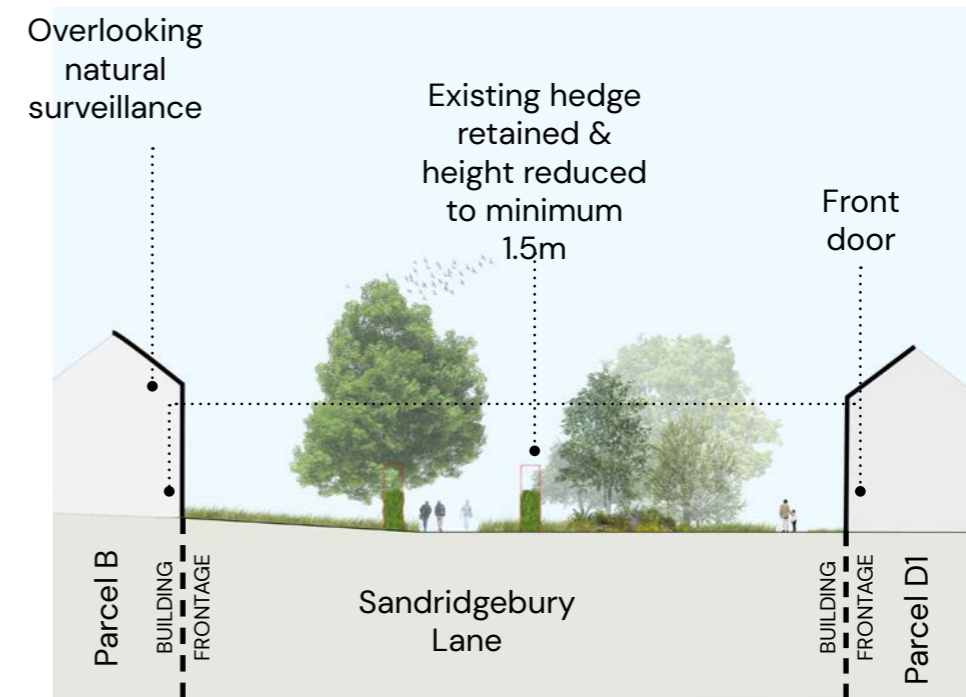 Overlooking
natural
surveillance
Existing hedge
retained &
height reduced
to minimum
1.5m
Front
door
Parcel B
BUILDING
FRONTAGE
Sandridgebury
Lane
BUILDING
FRONTAGE
Parcel D1